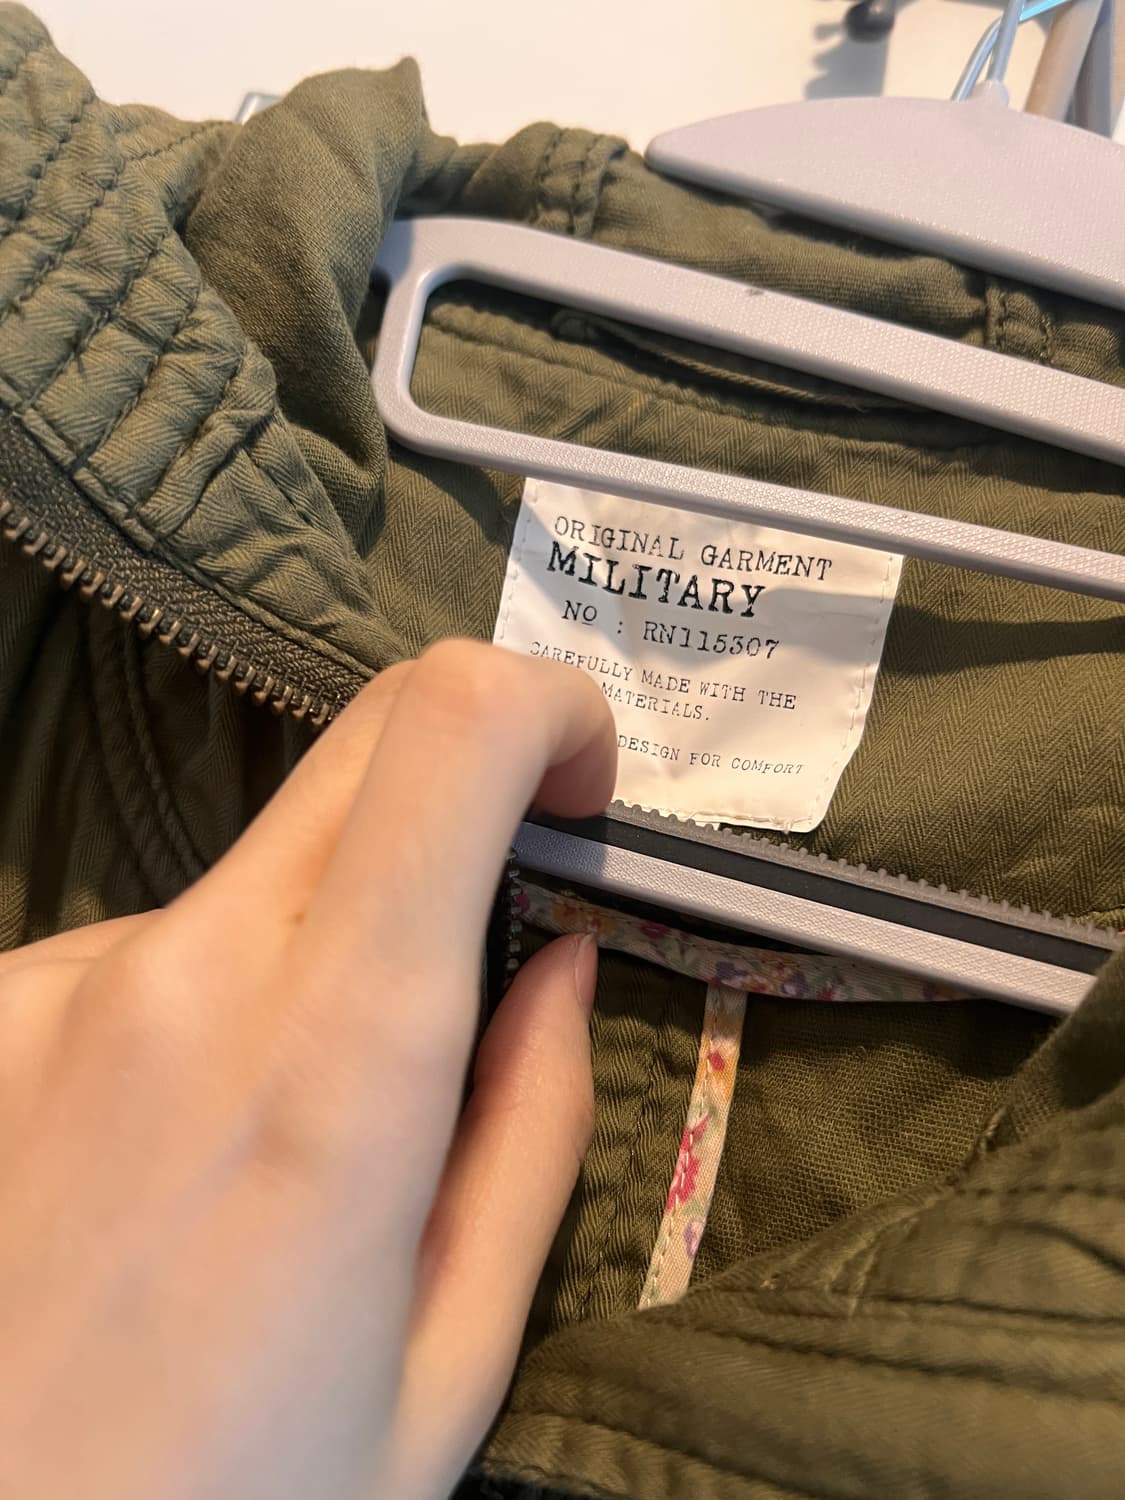 ORIGINAL GARMENT
MILITARY
NO : RN115307
CAREFULLY MADE WITH THE
MATERIALS.
DESIGN FOR COMFORT